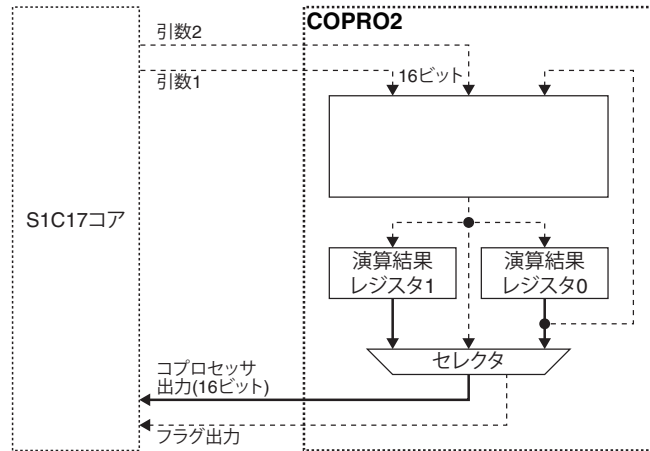 引数2
COPRO2
引数1
16ビット
S1C17コア
演算結果
レジスタ1
演算結果
レジスタ0
セレクタ
コプロセッサ
出力(16ビット)
フラグ出力